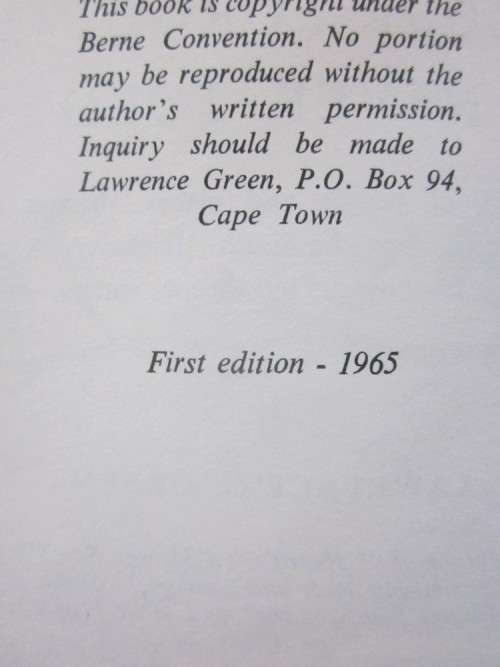 This book is copyright under the
Berne Convention. No portion
may be reproduced without the
author's written permission.
Inquiry should be made to
Lawrence Green, P.O. Box 94,
Cape Town
First edition - 1965